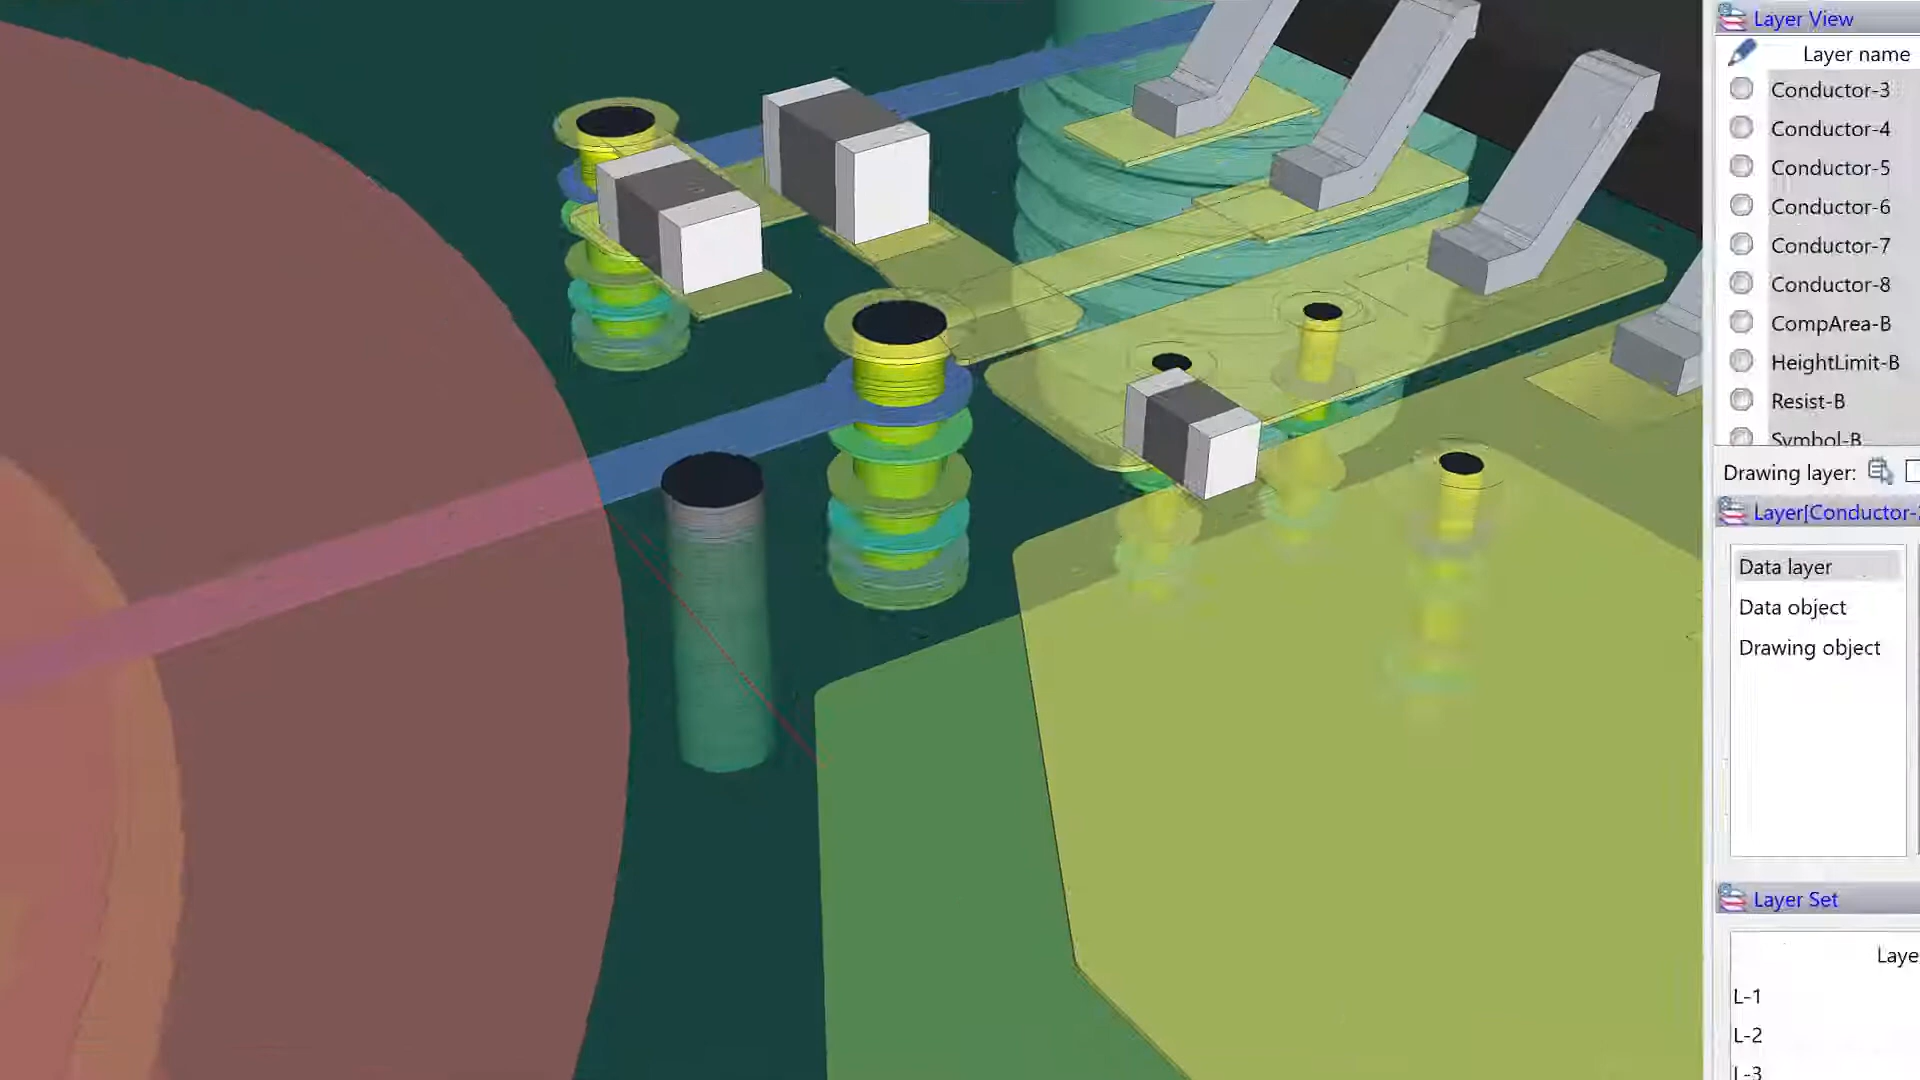 Layer View
Layer name
Conductor-3
Conductor-4
Conductor-5
Conductor-6
Conductor-7
Conductor-8
CompArea-B
HeightLimit-B
Resist-B
Symbol-B
Drawing layer:
Layer[Conductor-
Data layer
Data object
Drawing object
Layer Set
Laye
L-1
L-2
L-3